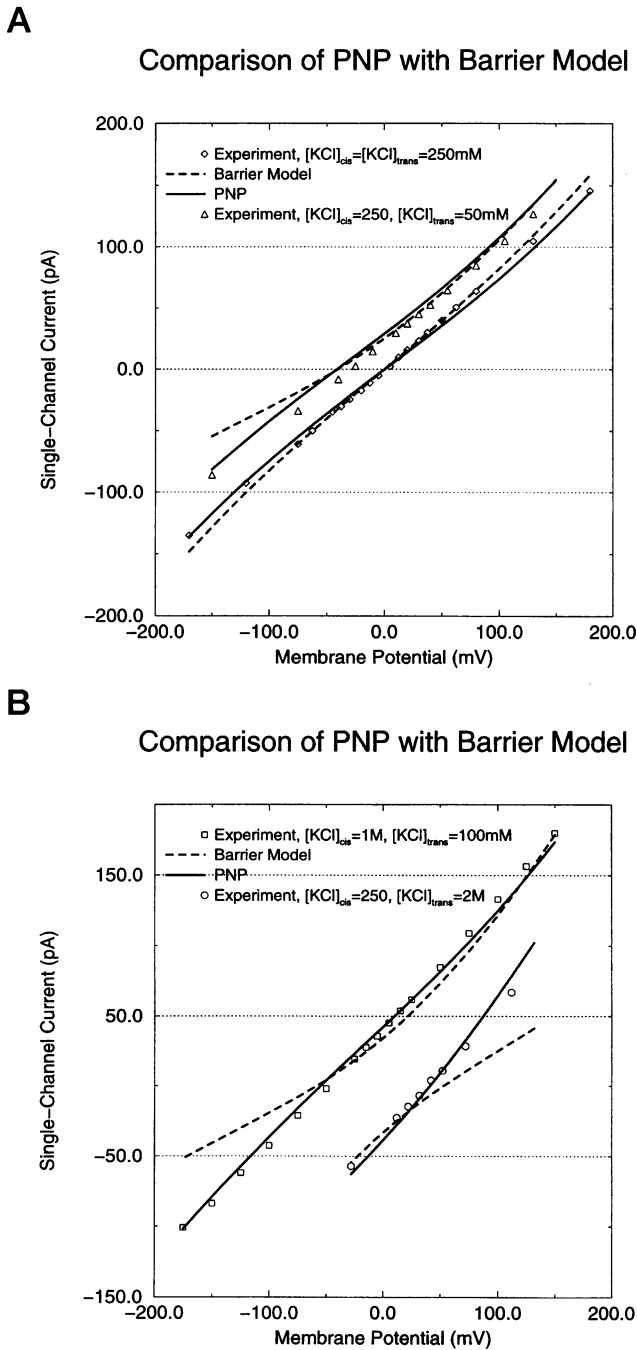 A
Comparison of PNP with Barrier Model
200.0
Experiment, [KCl]cis=[KCl]trans=250mM
Barrier Model
PNP
Experiment, [KCl]cis=250, [KCl]trans=50mM
100.0
0.0
−100.0
−200.0
Single−Channel Current (pA)
−200.0 −100.0 0.0 100.0 200.0
Membrane Potential (mV)
B
Comparison of PNP with Barrier Model
Experiment, [KCl]cis=1M, [KCl]trans=100mM
Barrier Model
150.0
PNP
Experiment, [KCl]cis=250, [KCl]trans=2M
50.0
−50.0
−150.0
Single−Channel Current (pA)
−200.0 −100.0 0.0 100.0 200.0
Membrane Potential (mV)